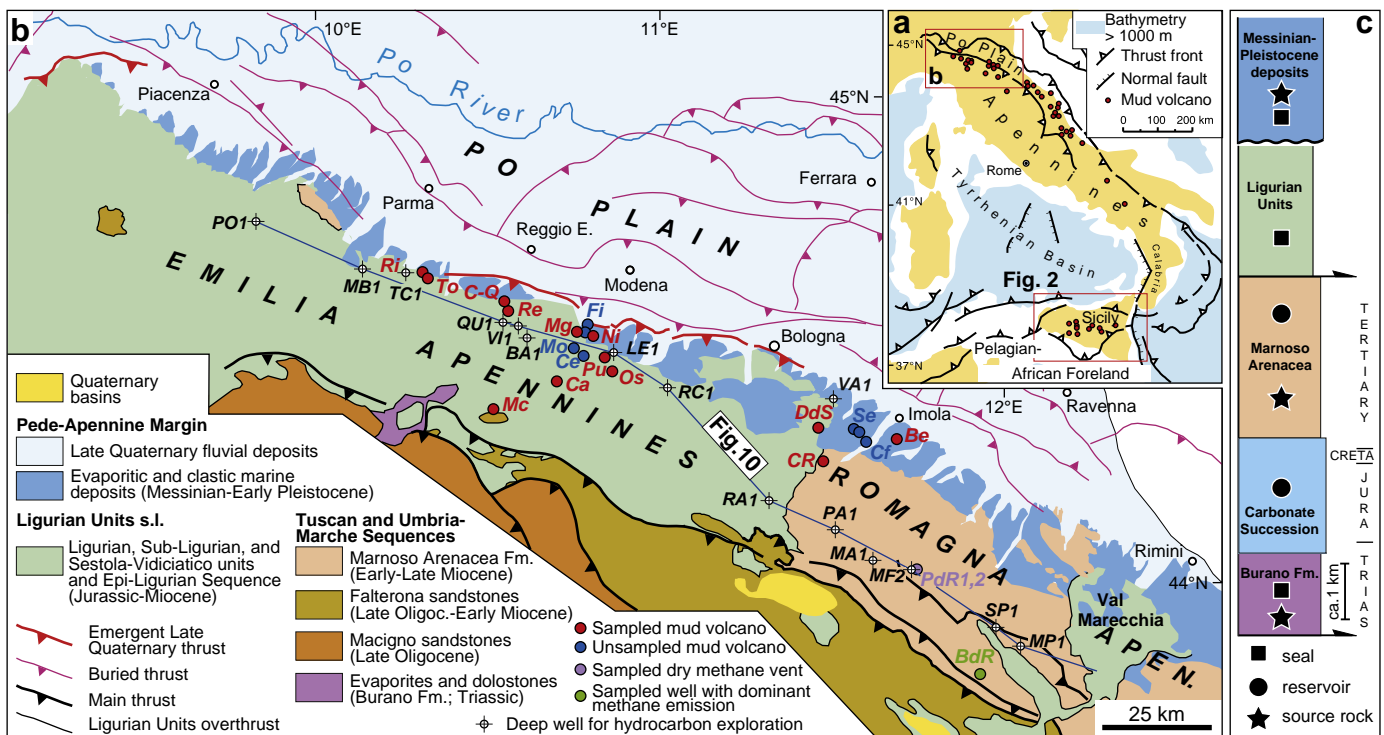 b
10°E
11°E
Po River
Piacenza
45°N
PO PLAIN
Ferrara
Parma
PO1
Reggio E.
Modena
EMILIA
APENNINES
Ri
MB1
TC1
To
C-Q
Re
Fi
QU1
VI1
BA1
Mg
Ni
Mo
Ce
LE1
Pu
Os
Ca
Mc
RC1
Bologna
VA1
DdS
Se
Imola
Be
Cf
CR
12°E
Ravenna
Fig.10
RA1
ROMAGNA
PA1
MA1
MF2
PdR1,2
SP1
MP1
BdR
Rimini
44°N
Val
Marecchia
APEN.
25 km
Quaternary
basins
Pede-Apennine Margin
Late Quaternary fluvial deposits
Evaporitic and clastic marine
deposits (Messinian-Early Pleistocene)
Ligurian Units s.l.
Ligurian, Sub-Ligurian, and
Sestola-Vidiciatico units
and Epi-Ligurian Sequence
(Jurassic-Miocene)
Emergent Late
Quaternary thrust
Buried thrust
Main thrust
Ligurian Units overthrust
Tuscan and Umbria-
Marche Sequences
Marnoso Arenacea Fm.
(Early-Late Miocene)
Falterona sandstones
(Late Oligoc.-Early Miocene)
Macigno sandstones
(Late Oligocene)
Evaporites and dolostones
(Burano Fm.; Triassic)
Sampled mud volcano
Unsampled mud volcano
Sampled dry methane vent
Sampled well with dominant
methane emission
Deep well for hydrocarbon exploration
a
45°N
Po Plain
b
Apennines
Rome
41°N
Tyrrhenian
Basin
Calabria
Fig. 2
Sicily
Pelagian-
African Foreland
37°N
Bathymetry
> 1000 m
Thrust front
Normal fault
Mud volcano
0 100 200 km
c
Messinian-
Pleistocene
deposits
Ligurian
Units
Marnoso
Arenacea
Carbonate
Succession
Burano Fm.
TERTIARY
CRETA
JURA
TRIAS
ca.1 km
seal
reservoir
source rock